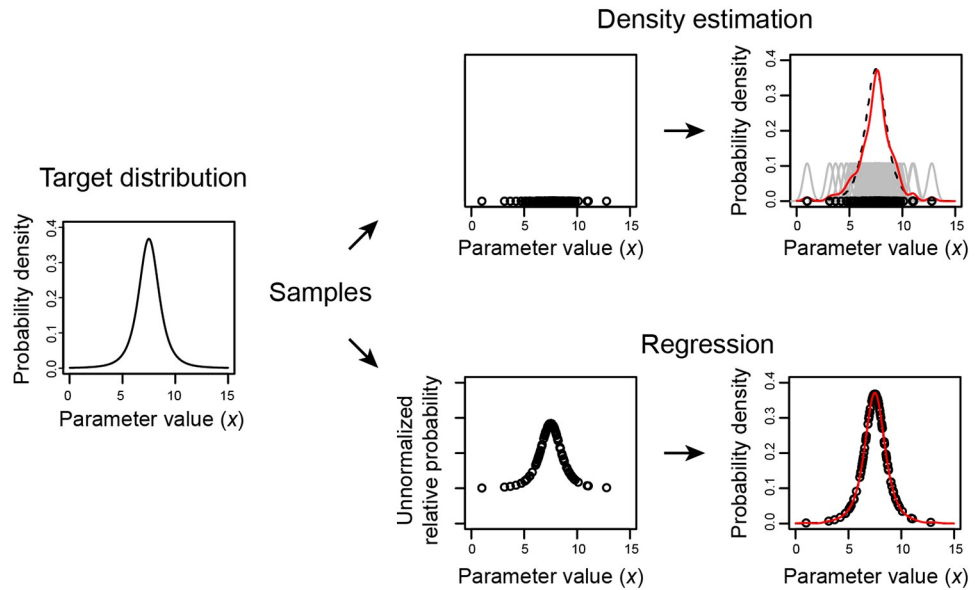 Density estimation
Probability density
0.0 0.1 0.2 0.3 0.4
0 5 10 15
Parameter value (x)
0 5 10 15
Parameter value (x)
Target distribution
Probability density
0.0 0.1 0.2 0.3 0.4
0 5 10 15
Parameter value (x)
Samples
Regression
Unnormalized
relative probability
0 5 10 15
Parameter value (x)
Probability density
0.0 0.1 0.2 0.3 0.4
0 5 10 15
Parameter value (x)